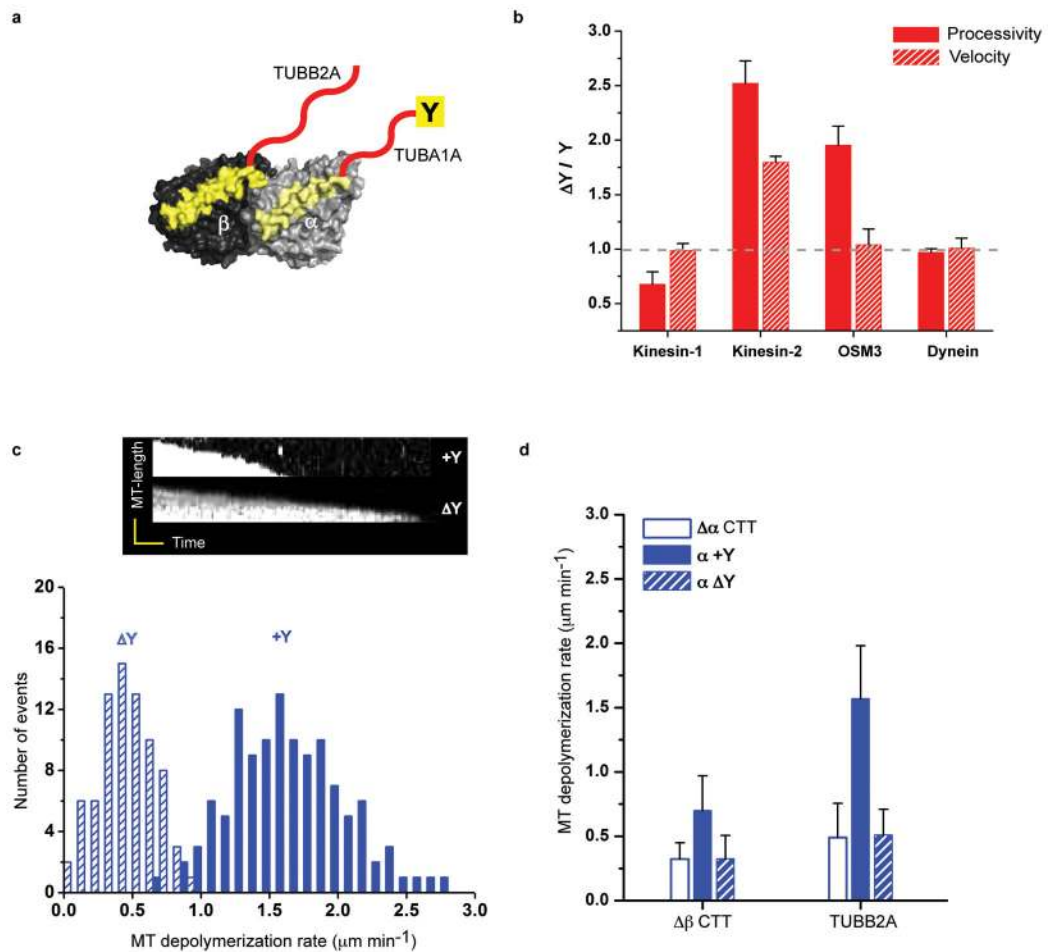 a
TUBB2A
Y
TUBA1A
β
α
b
Processivity
Velocity
ΔY / Y
3.0
2.5
2.0
1.5
1.0
0.5
Kinesin-1
Kinesin-2
OSM3
Dynein
c
MT-length
+Y
ΔY
Time
Number of events
20
16
12
8
4
0
ΔY
+Y
0.0
0.5
1.0
1.5
2.0
2.5
3.0
MT depolymerization rate (μm min⁻¹)
d
MT depolymerization rate (μm min⁻¹)
3.0
2.5
2.0
1.5
1.0
0.5
0.0
Δα CTT
α +Y
α ΔY
Δβ CTT
TUBB2A